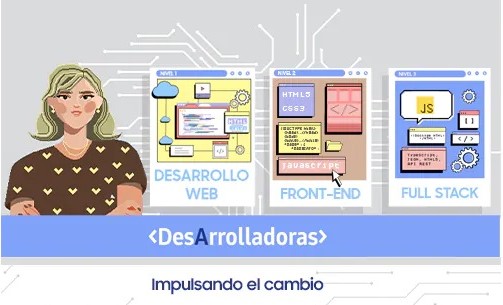 NIVEL 1
NIVEL 2
NIVEL 3
HTML5
CSS3
</>
JS
{ }
</>
HTML
javascript
DESARROLLO
WEB
FRONT-END
FULL STACK
<DesArrolladoras>
Impulsando el cambio